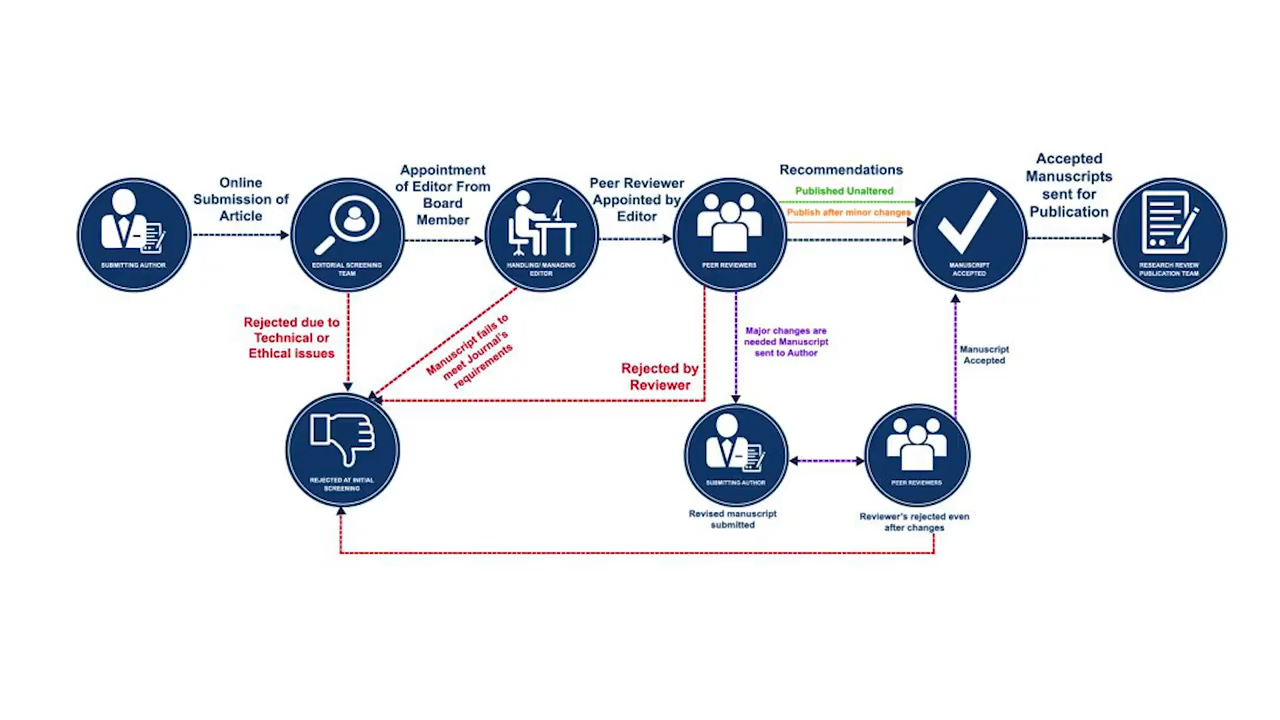 Online
Submission of
Article
Appointment
of Editor From
Board
Member
Peer Reviewer
Appointed by
Editor
Recommendations
Published Unaltered
Publish after minor changes
Accepted
Manuscripts
sent for
Publication
SUBMITTING AUTHOR
EDITORIAL SCREENING
TEAM
HANDLING/ MANAGING
EDITOR
PEER REVIEWERS
MANUSCRIPT
ACCEPTED
RESEARCH REVIEW
PUBLICATION TEAM
Rejected due to
Technical or
Ethical issues
Manuscript fails to
meet Journal's
requirements
Rejected by
Reviewer
Major changes are
needed Manuscript
sent to Author
Manuscript
Accepted
REJECTED AT INITIAL
SCREENING
SUBMITTING AUTHOR
PEER REVIEWERS
Revised manuscript
submitted
Reviewer's rejected even
after changes